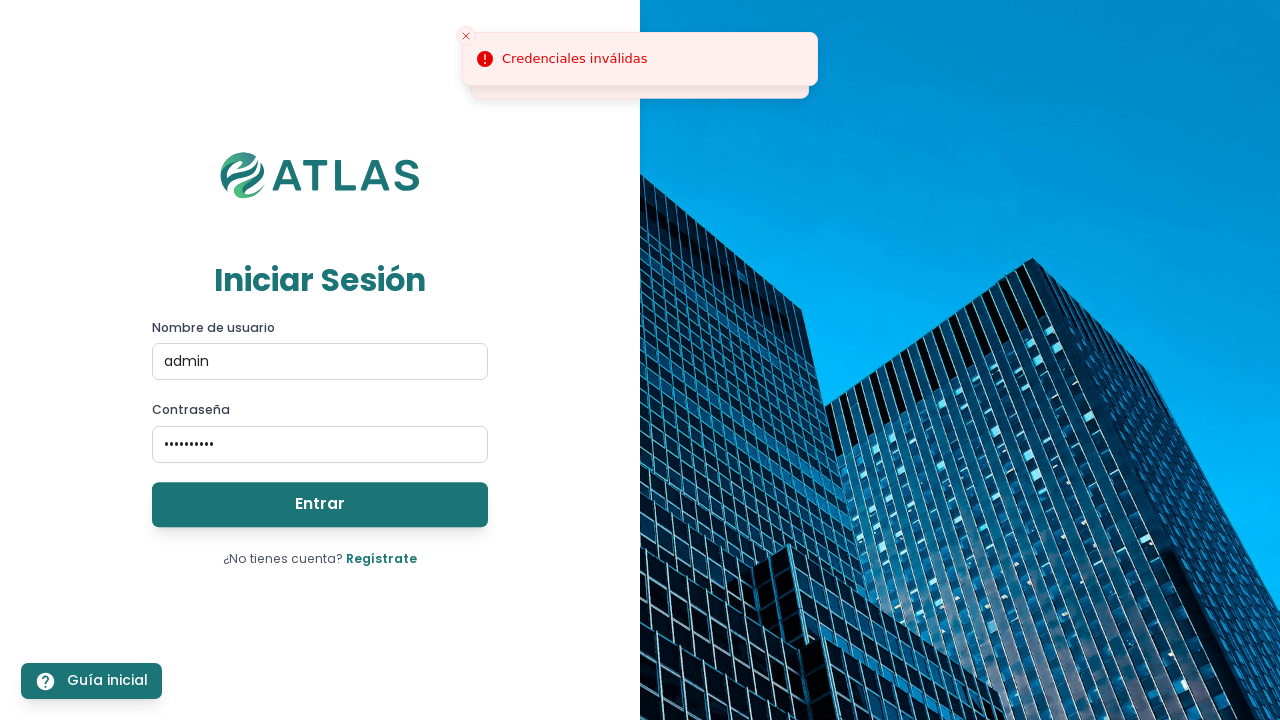 Credenciales inválidas
ATLAS
Iniciar Sesión
Nombre de usuario
admin
Contraseña
••••••••••
Entrar
¿No tienes cuenta? Regístrate
Guía inicial